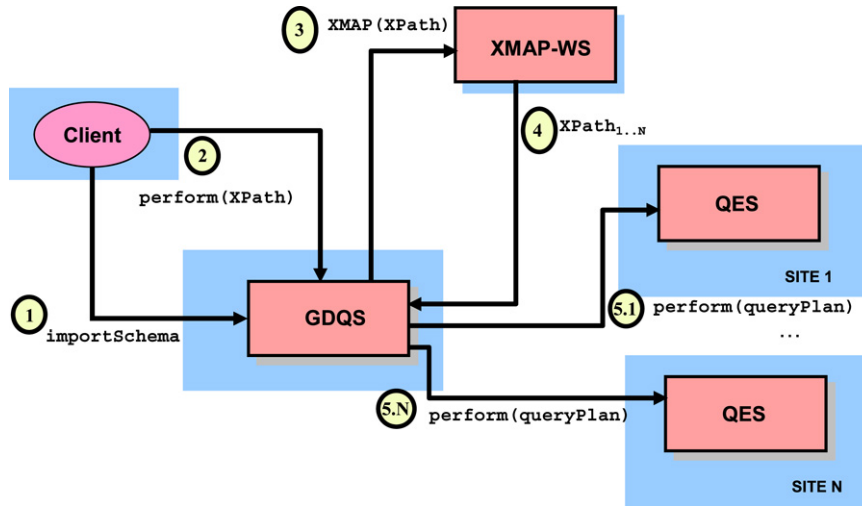 3
XMAP(XPath)
XMAP-WS
Client
2
4
XPath1..N
perform(XPath)
QES
SITE 1
1
importSchema
GDQS
5.1
perform(queryPlan)
...
5.N
perform(queryPlan)
QES
SITE N